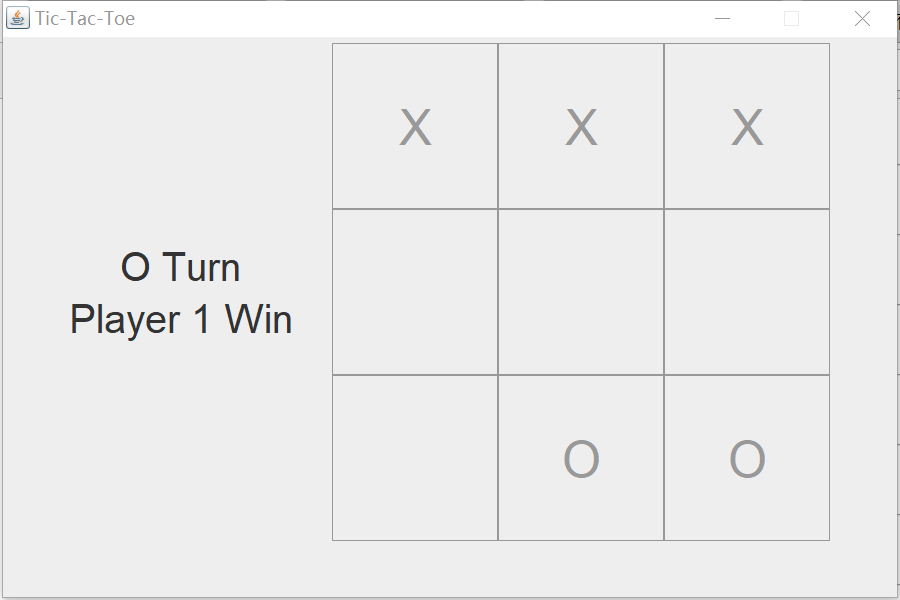 Tic-Tac-Toe
X X X
O Turn
Player 1 Win
O O